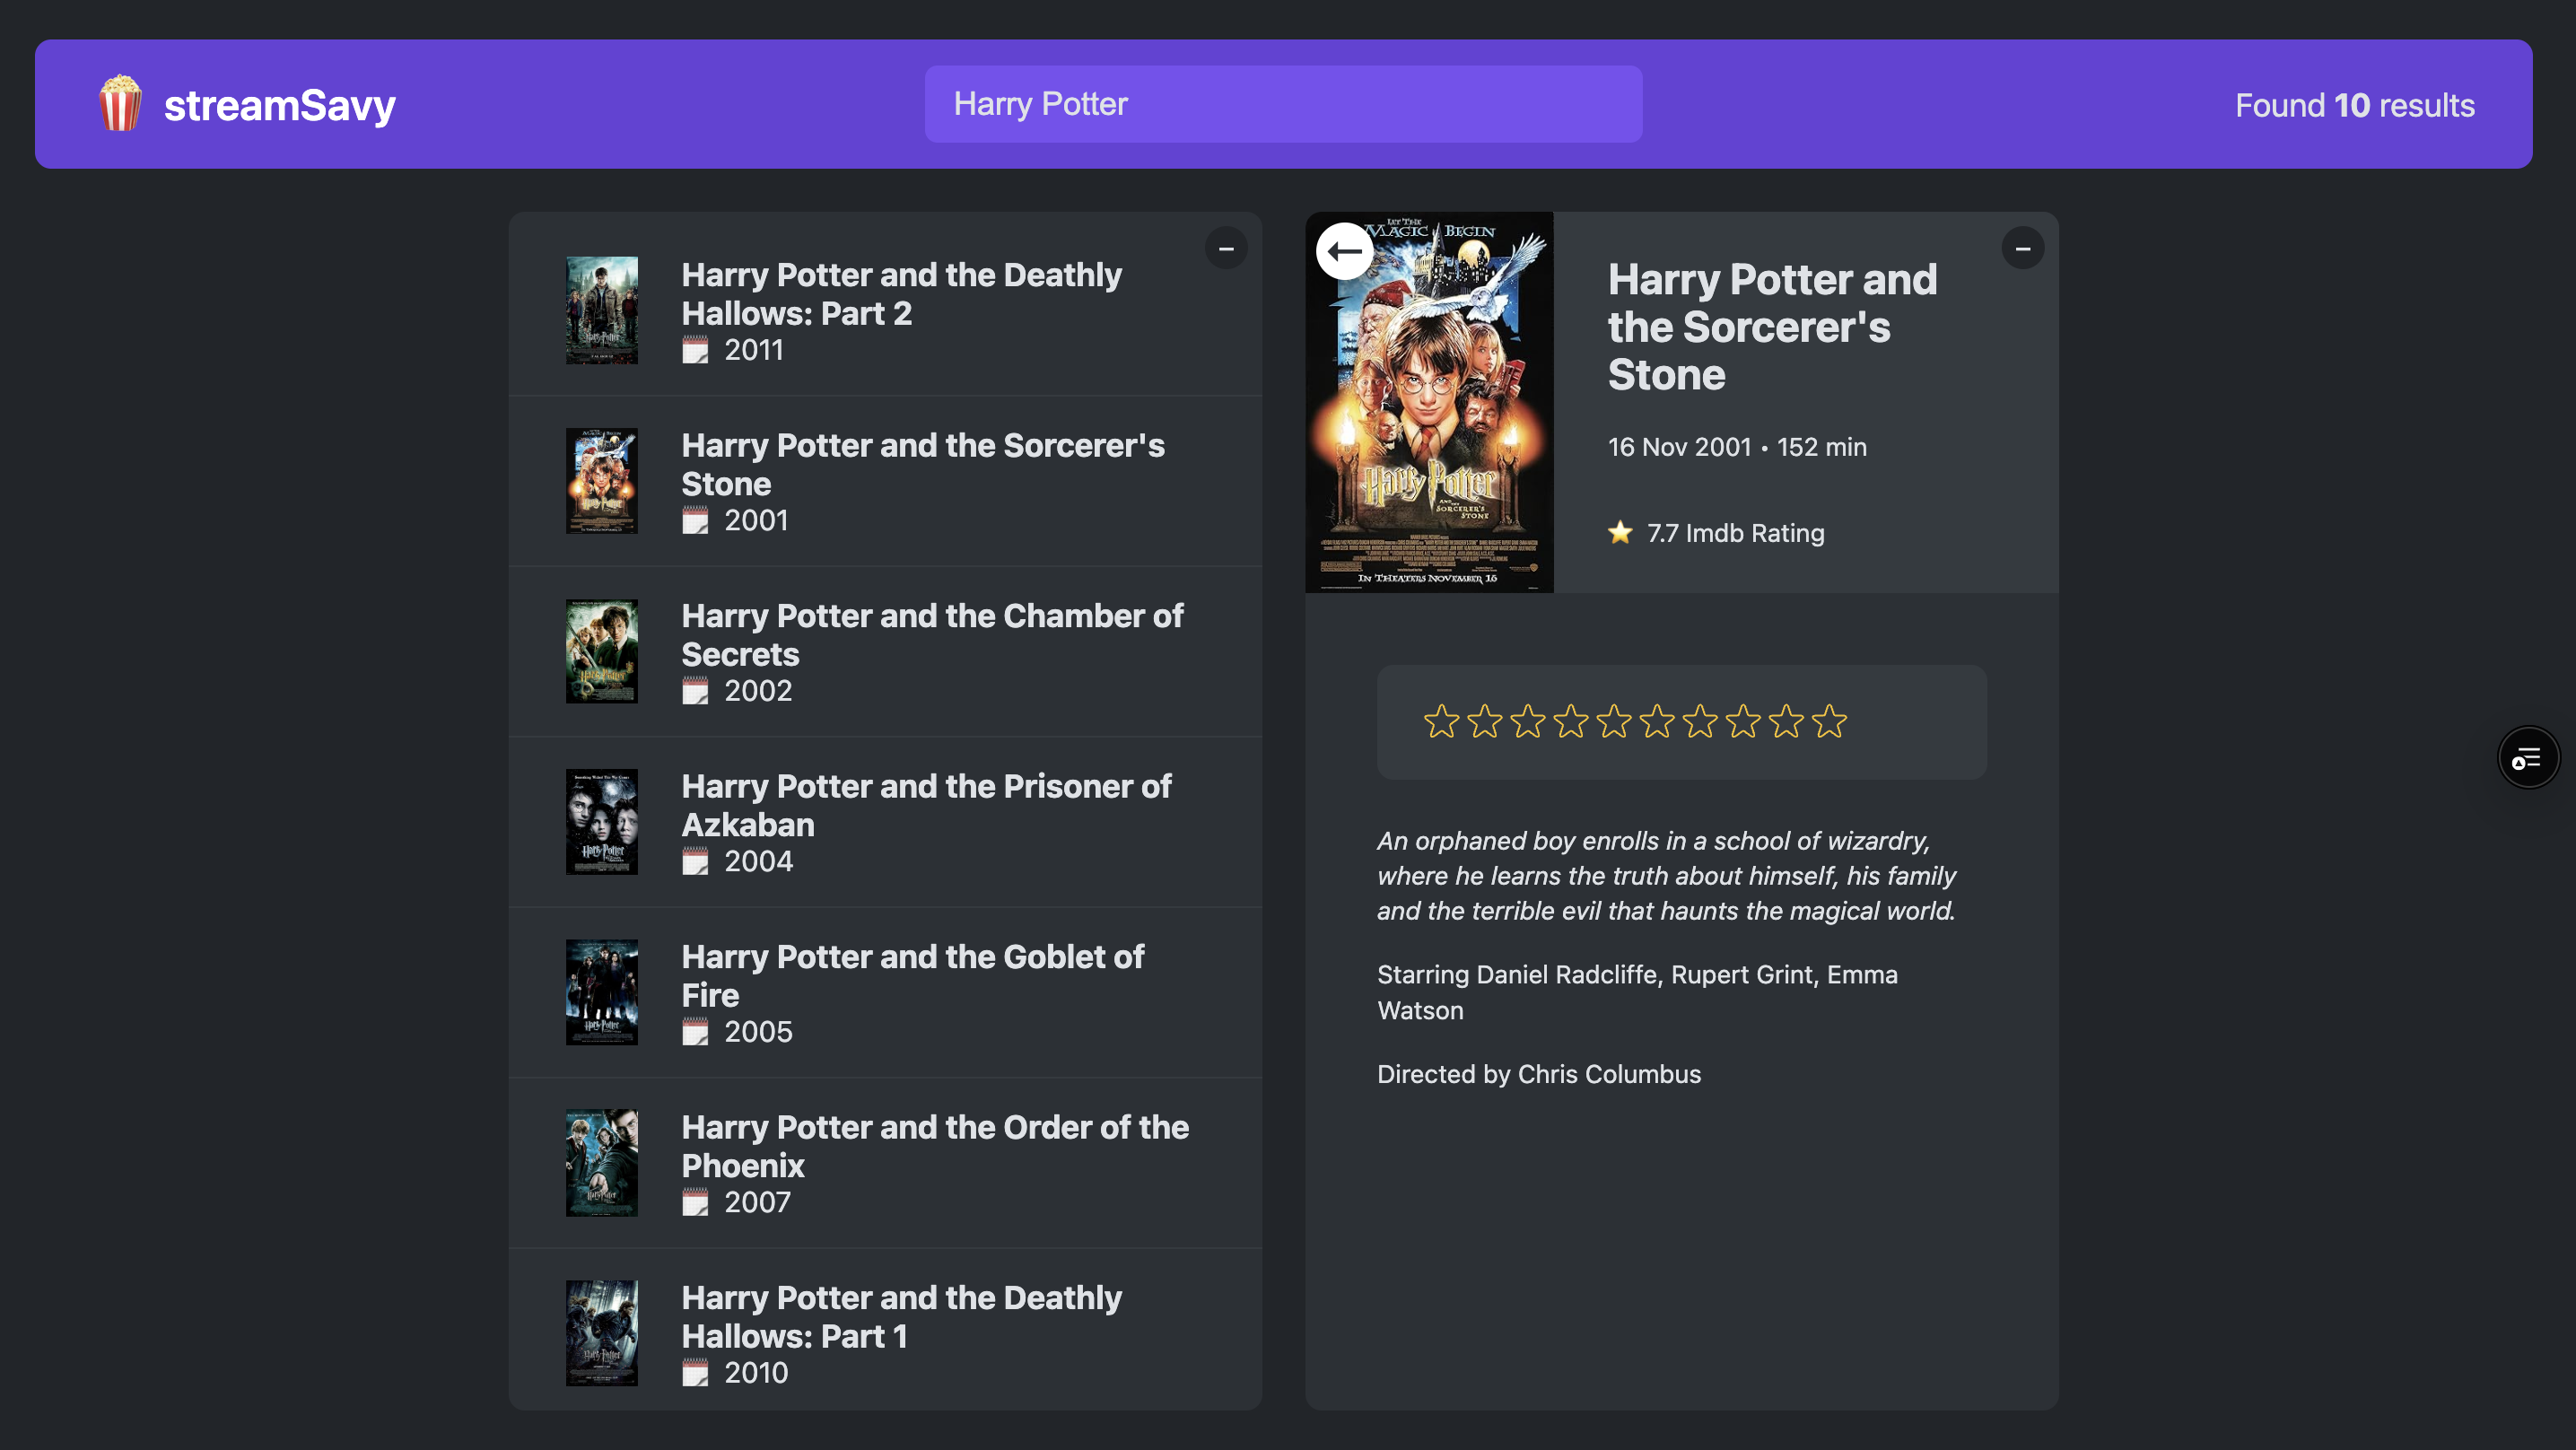 streamSavy
Harry Potter
Found 10 results
Harry Potter and the Deathly
Hallows: Part 2
2011
Harry Potter and the Sorcerer's
Stone
2001
Harry Potter and the Chamber of
Secrets
2002
Harry Potter and the Prisoner of
Azkaban
2004
Harry Potter and the Goblet of
Fire
2005
Harry Potter and the Order of the
Phoenix
2007
Harry Potter and the Deathly
Hallows: Part 1
2010
LET THE
MAGIC BEGIN
Harry Potter
AND THE
SORCERER'S
STONE
IN THEATERS NOVEMBER 16
Harry Potter and
the Sorcerer's
Stone
16 Nov 2001 • 152 min
7.7 Imdb Rating
An orphaned boy enrolls in a school of wizardry,
where he learns the truth about himself, his family
and the terrible evil that haunts the magical world.
Starring Daniel Radcliffe, Rupert Grint, Emma
Watson
Directed by Chris Columbus